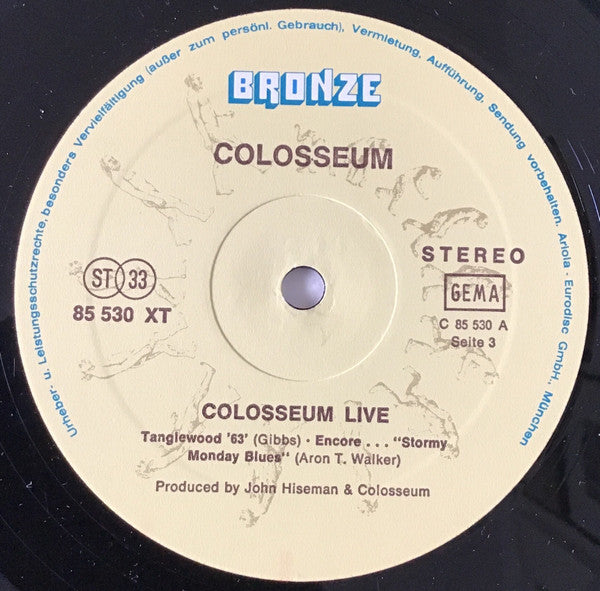 Urheber- u. Leistungsschutzrechte, besonders Vervielfältigung (außer zum persönl. Gebrauch), Vermietung, Aufführung, Sendung vorbehalten. Ariola - Eurodisc GmbH., München
BRONZE
COLOSSEUM
ST 33
85 530 XT
STEREO
GEMA
C 85 530 A
Seite 3
COLOSSEUM LIVE
Tanglewood '63' (Gibbs) · Encore . . . "Stormy
Monday Blues" (Aron T. Walker)
Produced by John Hiseman & Colosseum